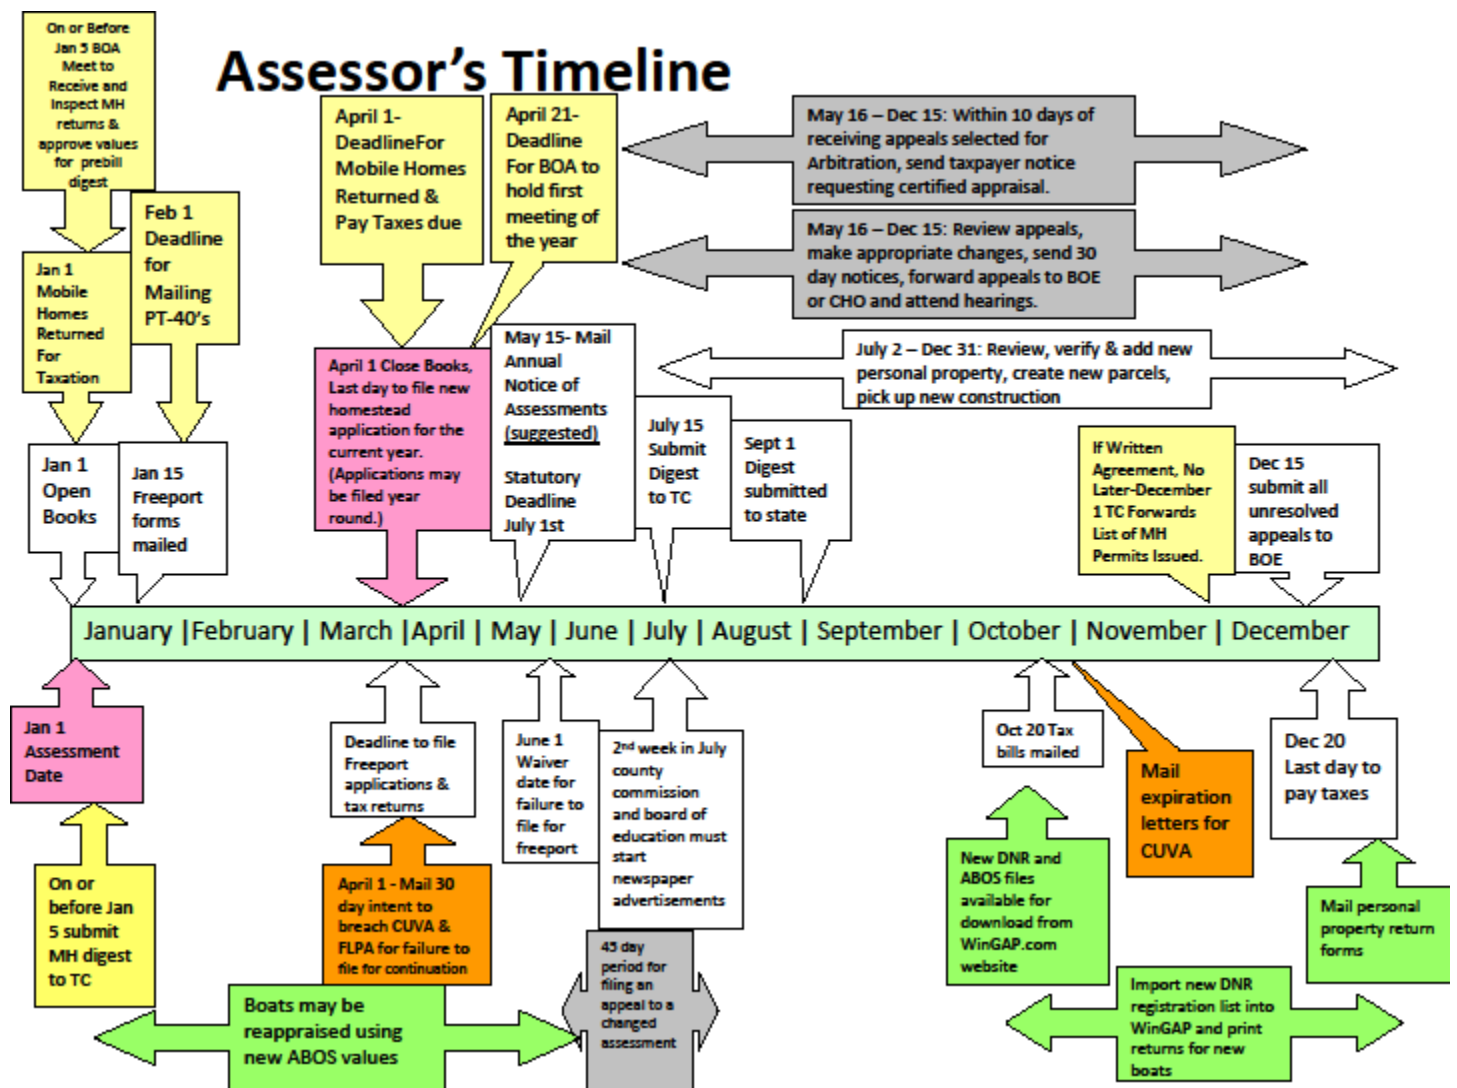 Assessor's Timeline
On or Before
Jan 5 BOA
Meet to
Receive and
Inspect MH
returns &
approve values
for prebill
digest
Feb 1
Deadline
for
Mailing
PT-40's
Jan 1
Mobile
Homes
Returned
For
Taxation
Jan 1
Open
Books
Jan 15
Freeport
forms
mailed
April 1-
DeadlineFor
Mobile Homes
Returned &
Pay Taxes due
April 21-
Deadline
For BOA to
hold first
meeting of
the year
April 1 Close Books,
Last day to file new
homestead
application for the
current year.
(Applications may
be filed year
round.)
May 15- Mail
Annual
Notice of
Assessments
(suggested)
Statutory
Deadline
July 1st
July 15
Submit
Digest
to TC
Sept 1
Digest
submitted
to state
May 16 – Dec 15: Within 10 days of
receiving appeals selected for
Arbitration, send taxpayer notice
requesting certified appraisal.
May 16 – Dec 15: Review appeals,
make appropriate changes, send 30
day notices, forward appeals to BOE
or CHO and attend hearings.
July 2 – Dec 31: Review, verify & add new
personal property, create new parcels,
pick up new construction
If Written
Agreement, No
Later-December
1 TC Forwards
List of MH
Permits Issued.
Dec 15
submit all
unresolved
appeals to
BOE
January |February | March |April | May | June | July | August | September | October | November | December
Jan 1
Assessment
Date
On or
before Jan
5 submit
MH digest
to TC
Deadline to file
Freeport
applications &
tax returns
April 1 - Mail 30
day intent to
breach CUVA &
FLPA for failure to
file for continuation
Boats may be
reappraised using
new ABOS values
June 1
Waiver
date for
failure to
file for
freeport
2nd week in July
county
commission
and board of
education must
start
newspaper
advertisements
45 day
period for
filing an
appeal to a
changed
assessment
Oct 20 Tax
bills mailed
New DNR and
ABOS files
available for
download from
WinGAP.com
website
Mail
expiration
letters for
CUVA
Dec 20
Last day to
pay taxes
Mail personal
property return
forms
Import new DNR
registration list into
WinGAP and print
returns for new
boats